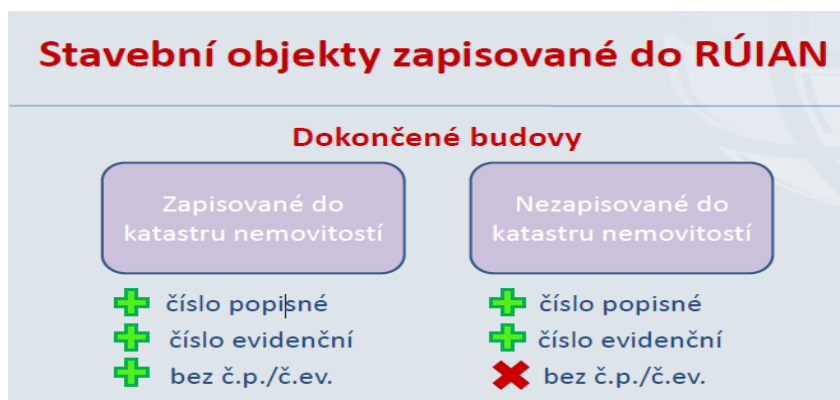 Stavební objekty zapisované do RÚIAN
Dokončené budovy
Zapisované do
katastru nemovitostí
číslo popisné
číslo evidenční
bez č.p./č.ev.
Nezapisované do
katastru nemovitostí
číslo popisné
číslo evidenční
bez č.p./č.ev.